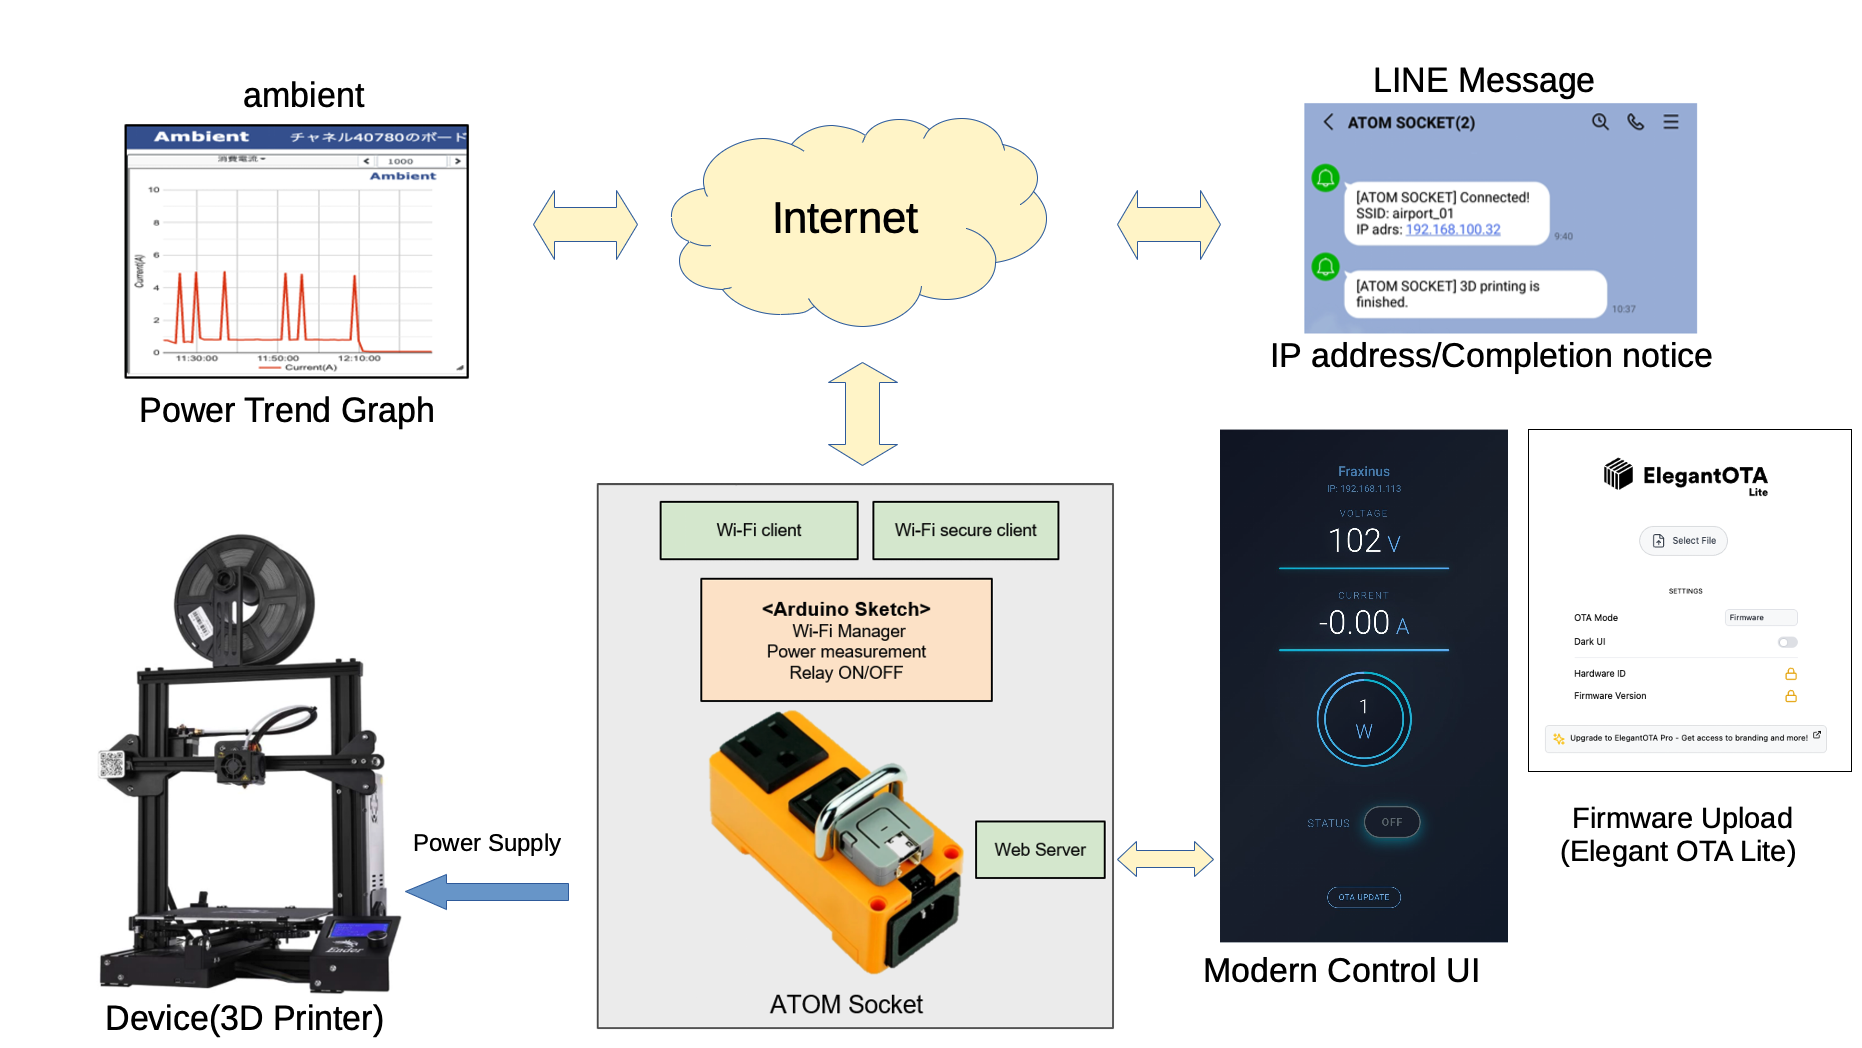 ambient
Ambient
チャネル40780のボード
消費電流
1000
Ambient
10
8
6
4
2
0
Current(A)
11:30:00
11:50:00
12:10:00
Current(A)
Power Trend Graph
Internet
LINE Message
ATOM SOCKET(2)
[ATOM SOCKET] Connected!
SSID: airport_01
IP adrs: 192.168.100.32
9:40
[ATOM SOCKET] 3D printing is
finished.
10:37
IP address/Completion notice
Wi-Fi client
Wi-Fi secure client
<Arduino Sketch>
Wi-Fi Manager
Power measurement
Relay ON/OFF
Web Server
ATOM Socket
Power Supply
Ender
Device(3D Printer)
Fraxinus
IP: 192.168.1.113
VOLTAGE
102 V
CURRENT
-0.00 A
1
W
STATUS
OFF
OTA UPDATE
Modern Control UI
ElegantOTA
Lite
Select File
SETTINGS
OTA Mode
Firmware
Dark UI
Hardware ID
Firmware Version
Upgrade to ElegantOTA Pro - Get access to branding and more!
Firmware Upload
(Elegant OTA Lite)